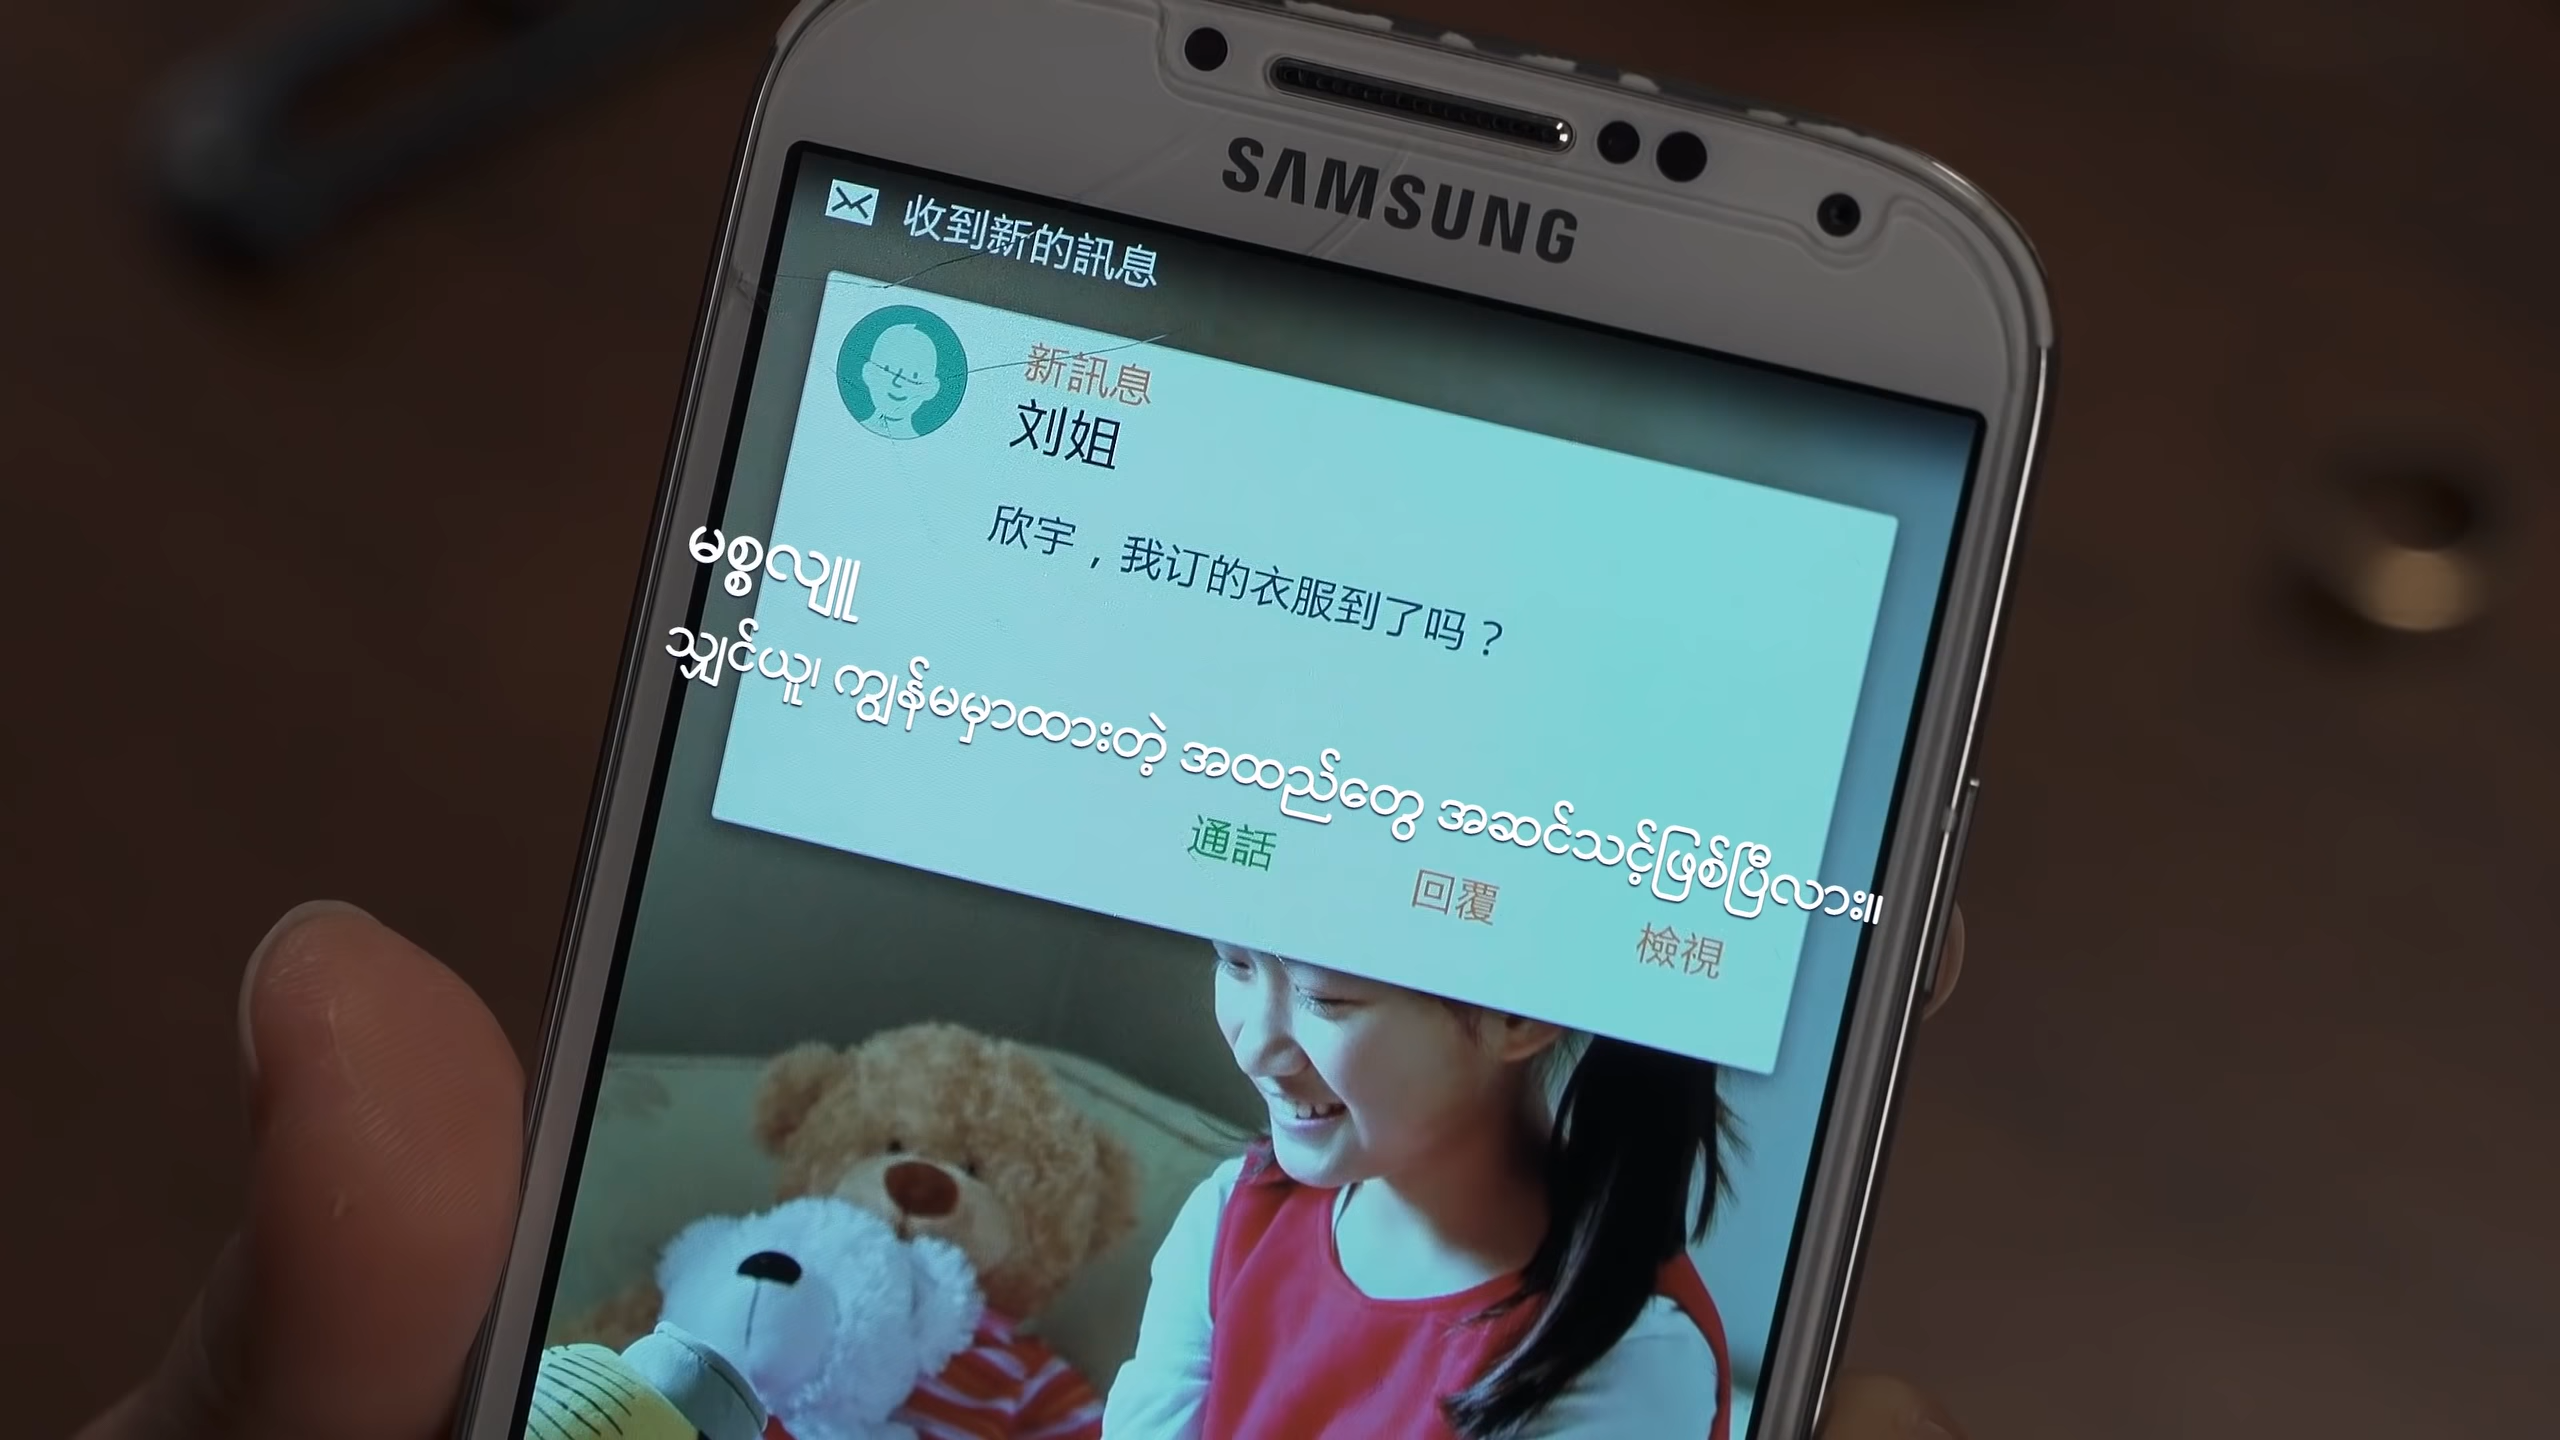 SAMSUNG
收到新的訊息
新訊息
刘姐
欣宇，我订的衣服到了吗？
မစ္စလျူ
သျှင်ယူ၊ ကျွန်မမှာထားတဲ့ အထည်တွေ အဆင်သင့်ဖြစ်ပြီလား။
通話
回覆
檢視